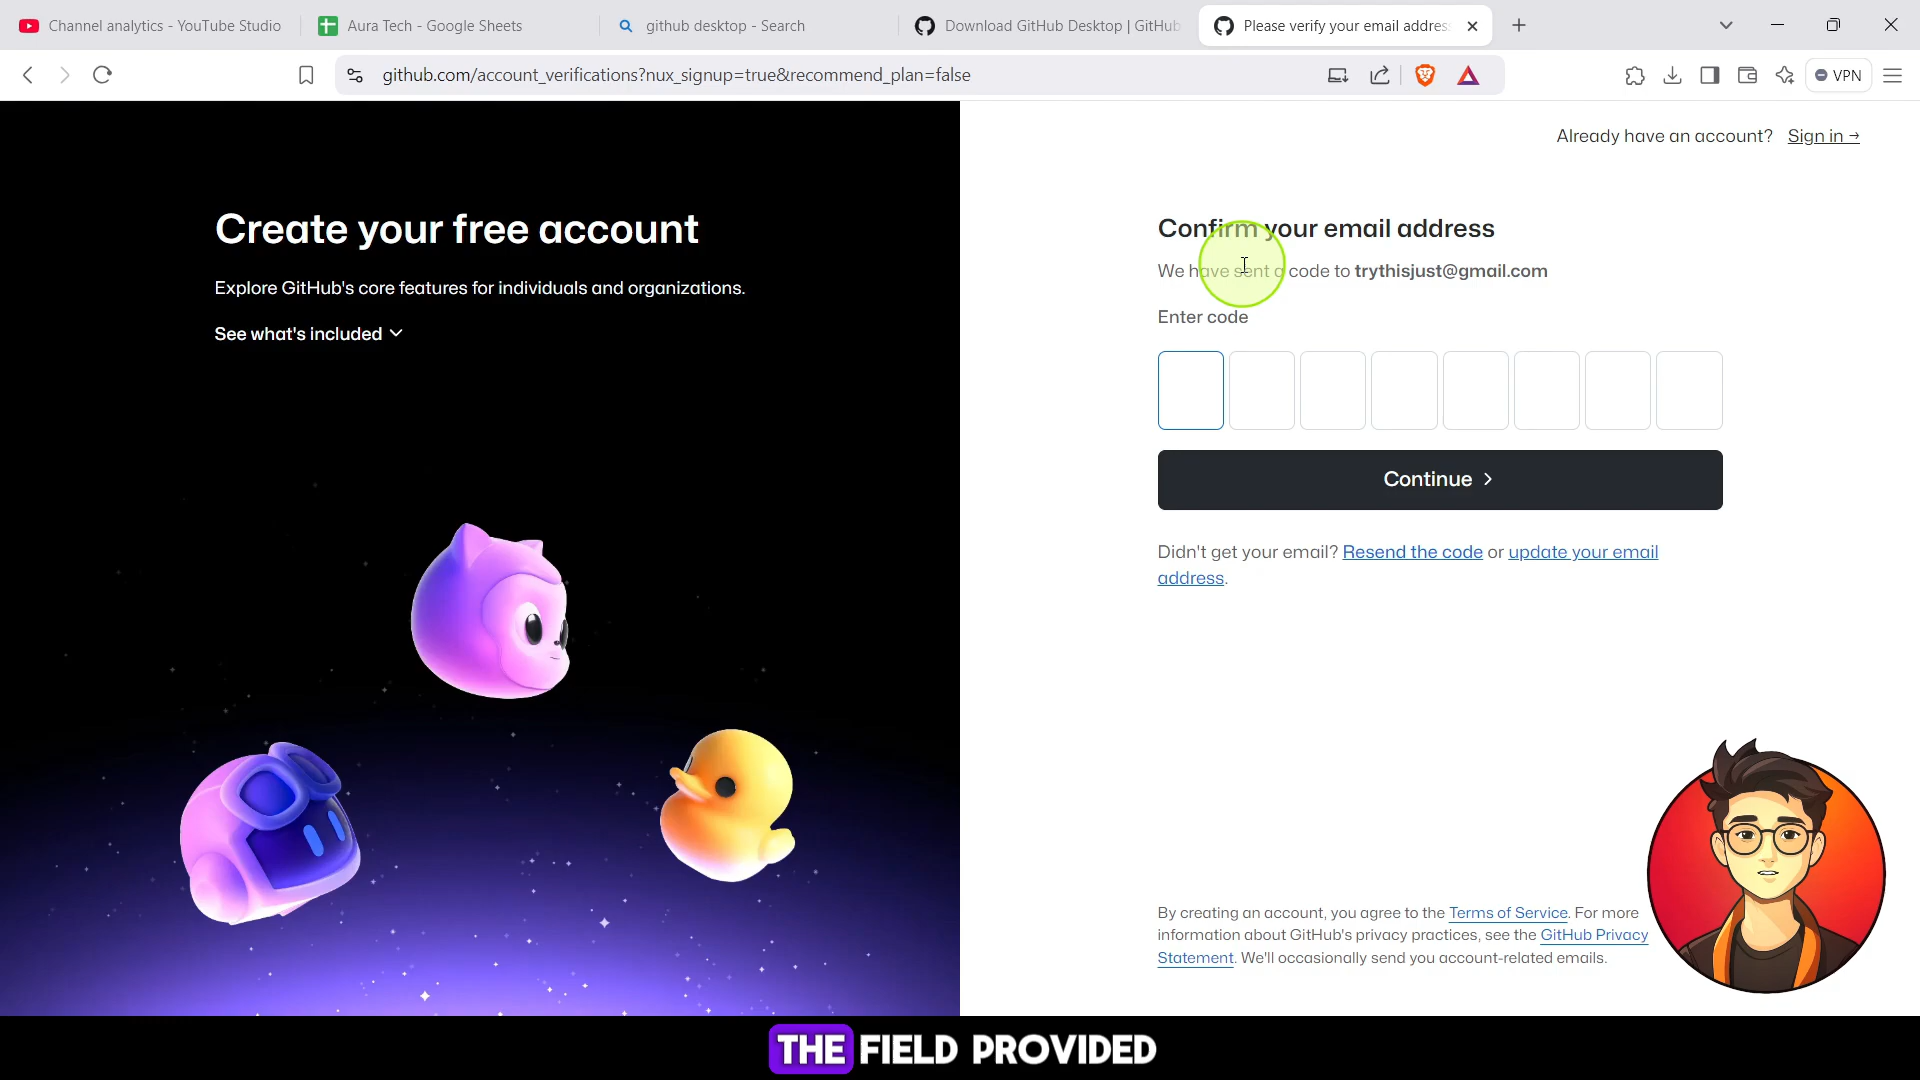 Channel analytics - YouTube Studio
Aura Tech - Google Sheets
github desktop - Search
Download GitHub Desktop | GitHub
Please verify your email address
github.com/account_verifications?nux_signup=true&recommend_plan=false
VPN
Already have an account? Sign in →
Create your free account
Explore GitHub's core features for individuals and organizations.
See what's included
Confirm your email address
We have sent a code to trythisjust@gmail.com
Enter code
Continue
Didn't get your email? Resend the code or update your email
address.
By creating an account, you agree to the Terms of Service. For more
information about GitHub's privacy practices, see the GitHub Privacy
Statement. We'll occasionally send you account-related emails.
THE FIELD PROVIDED